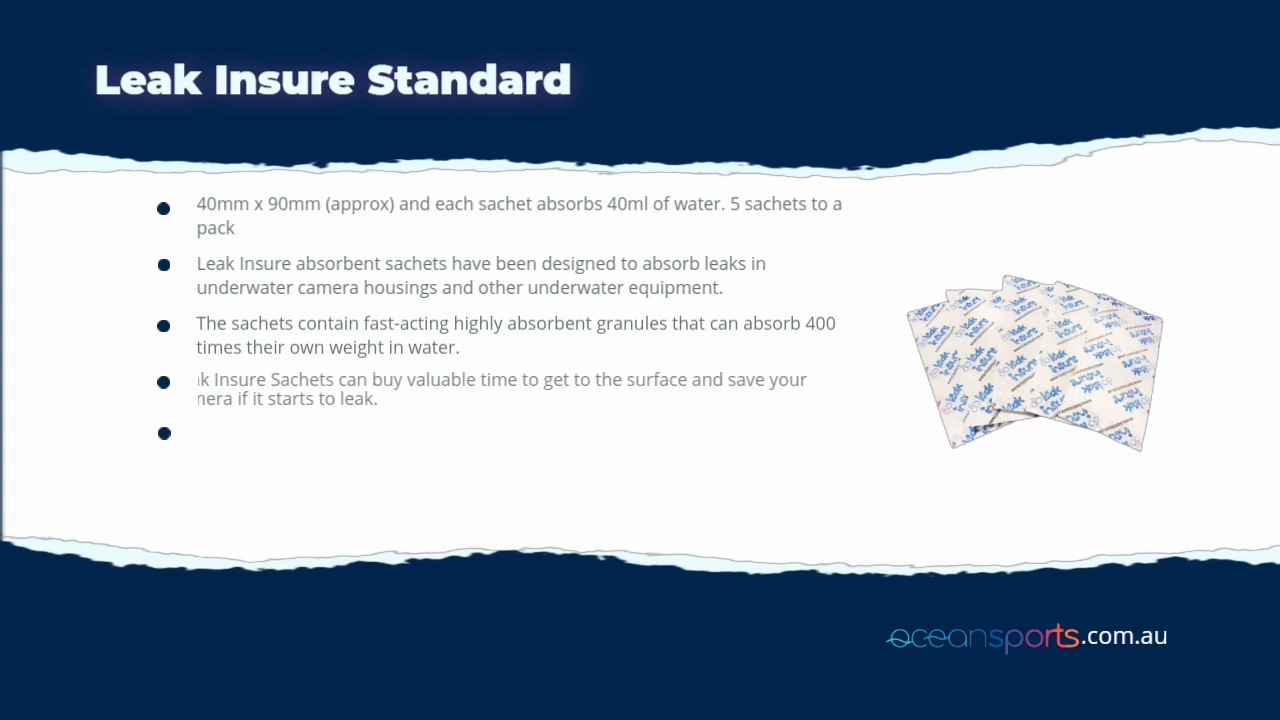 Leak Insure Standard
40mm x 90mm (approx) and each sachet absorbs 40ml of water. 5 sachets to a
pack
Leak Insure absorbent sachets have been designed to absorb leaks in
underwater camera housings and other underwater equipment.
The sachets contain fast-acting highly absorbent granules that can absorb 400
times their own weight in water.
k Insure Sachets can buy valuable time to get to the surface and save your
nera if it starts to leak.
leak
insure
oceansports.com.au